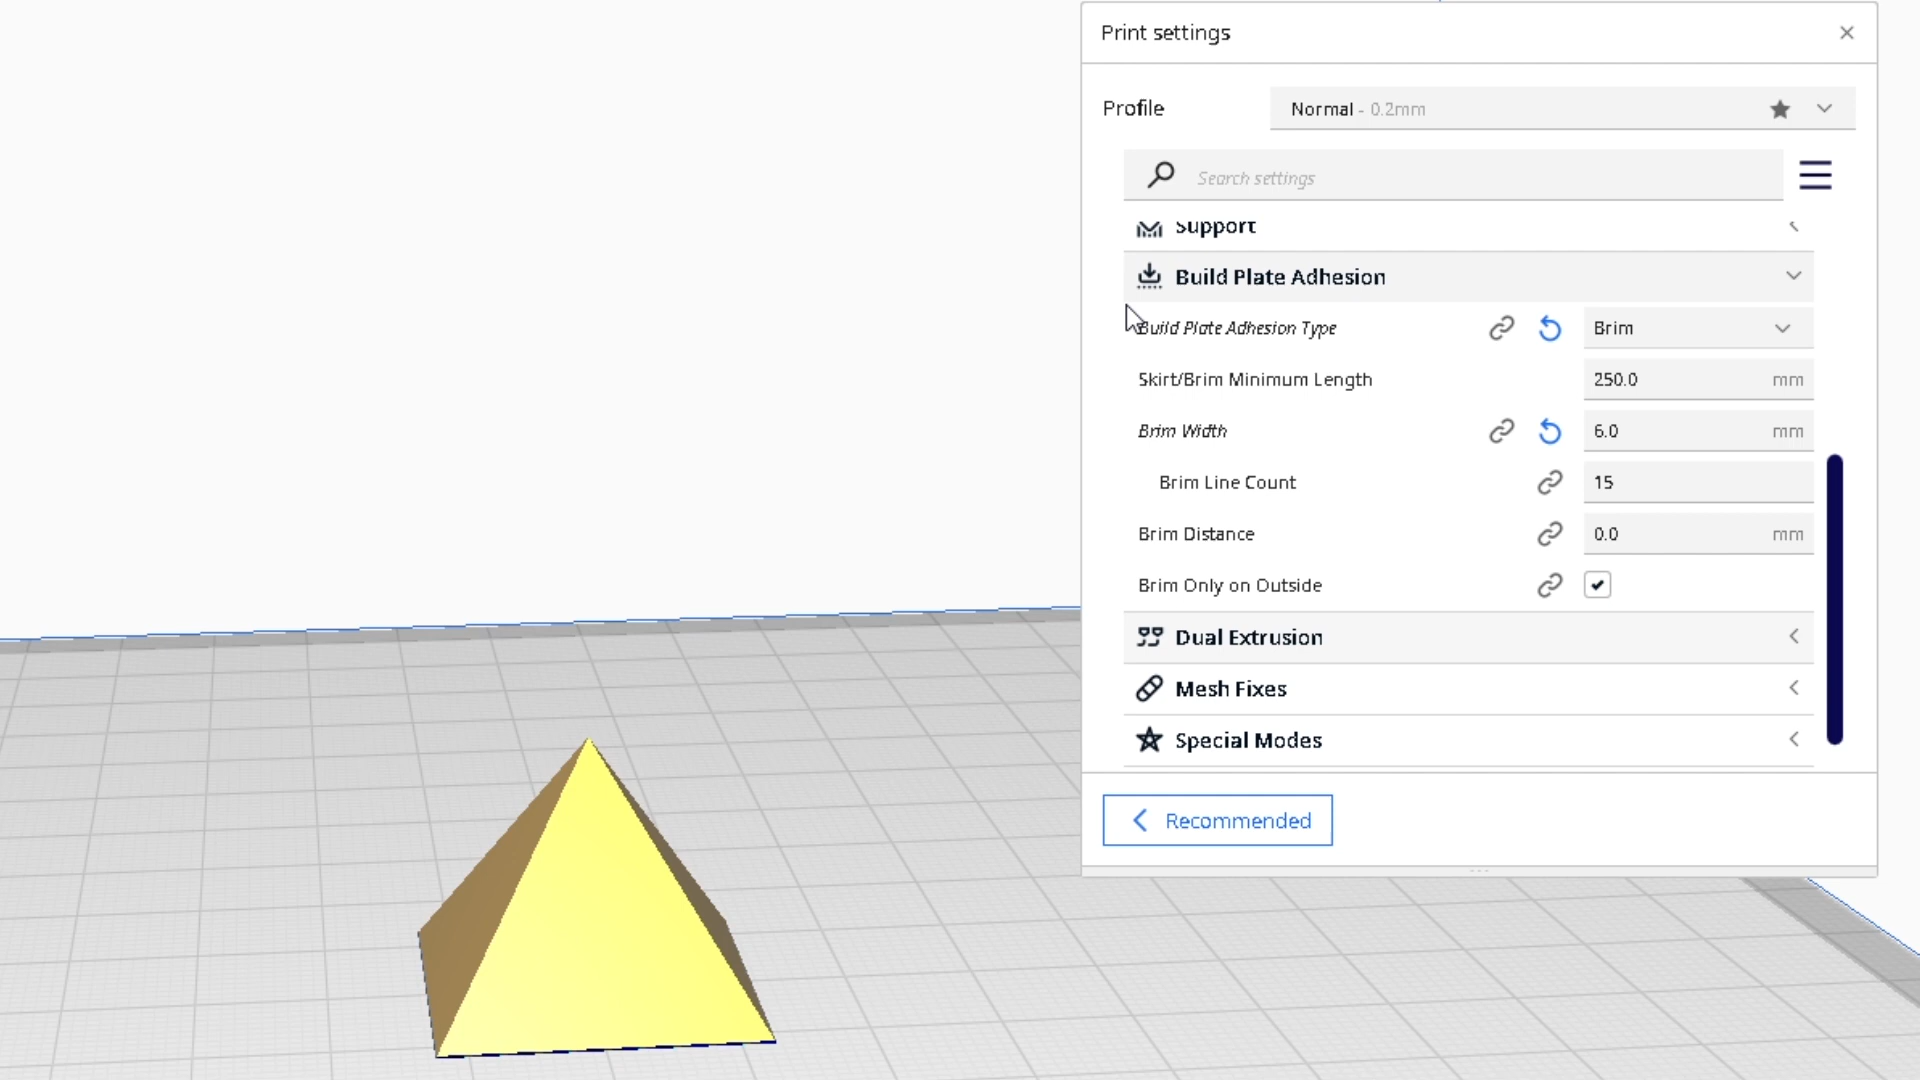 Print settings
Profile
Normal - 0.2mm
Search settings
Support
Build Plate Adhesion
Build Plate Adhesion Type
Brim
Skirt/Brim Minimum Length
250.0 mm
Brim Width
6.0 mm
Brim Line Count
15
Brim Distance
0.0 mm
Brim Only on Outside
Dual Extrusion
Mesh Fixes
Special Modes
Recommended